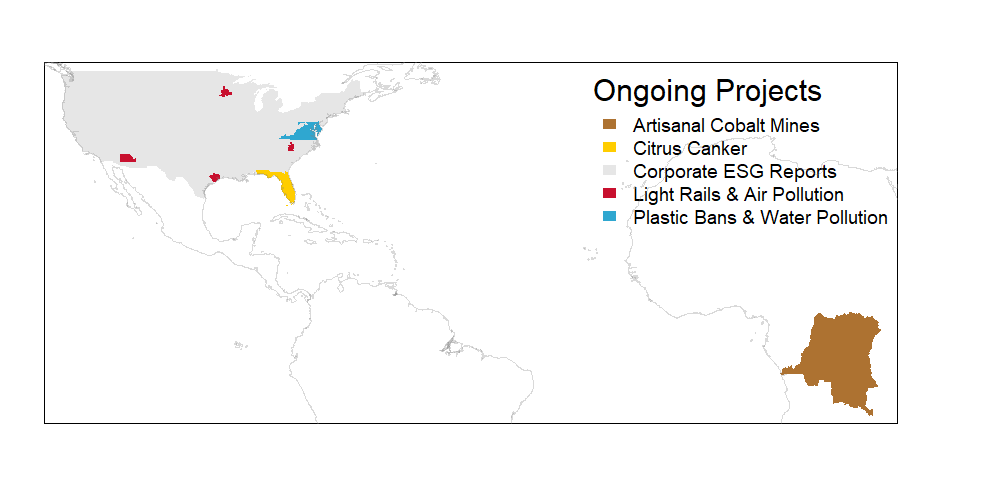 Ongoing Projects
Artisanal Cobalt Mines
Citrus Canker
Corporate ESG Reports
Light Rails & Air Pollution
Plastic Bans & Water Pollution